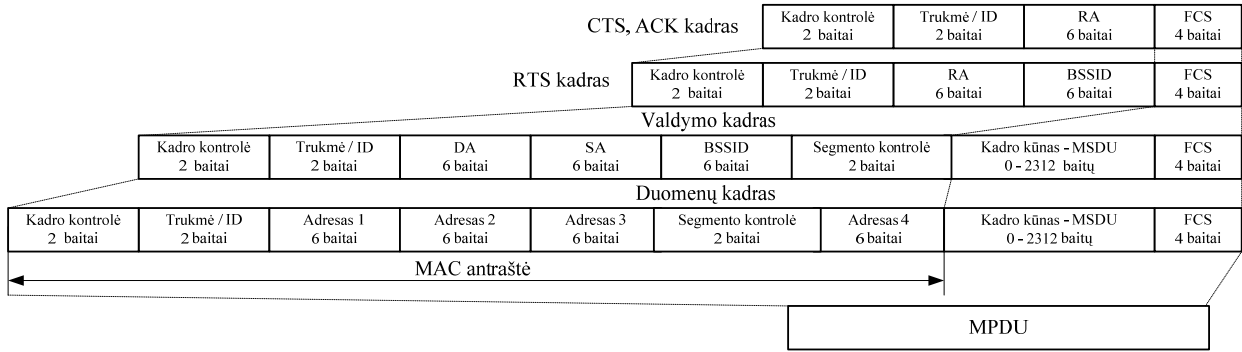 CTS, ACK kadras
Kadro kontrolė Trukmė / ID RA FCS
2 baitai 2 baitai 6 baitai 4 baitai
RTS kadras
Kadro kontrolė Trukmė / ID RA BSSID FCS
2 baitai 2 baitai 6 baitai 6 baitai 4 baitai
Valdymo kadras
Kadro kontrolė Trukmė / ID DA SA BSSID Segmento kontrolė Kadro kūnas - MSDU FCS
2 baitai 2 baitai 6 baitai 6 baitai 6 baitai 2 baitai 0 - 2312 baitų 4 baitai
Duomenų kadras
Kadro kontrolė Trukmė / ID Adresas 1 Adresas 2 Adresas 3 Segmento kontrolė Adresas 4 Kadro kūnas - MSDU FCS
2 baitai 2 baitai 6 baitai 6 baitai 6 baitai 2 baitai 6 baitai 0 - 2312 baitų 4 baitai
MAC antraštė
MPDU